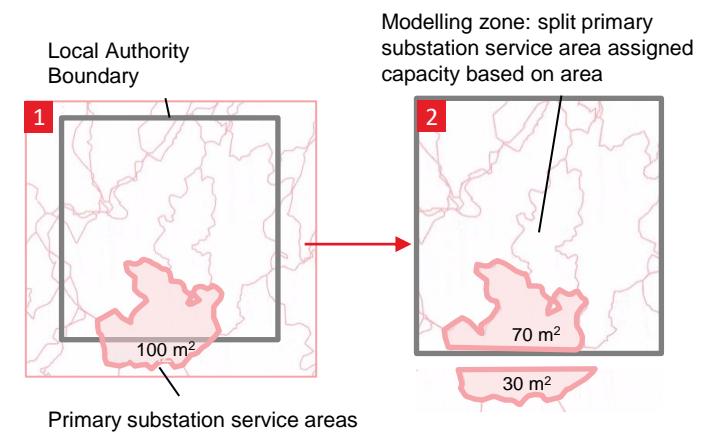 Local Authority
Boundary
Modelling zone: split primary
substation service area assigned
capacity based on area
1
2
100 m²
70 m²
30 m²
Primary substation service areas